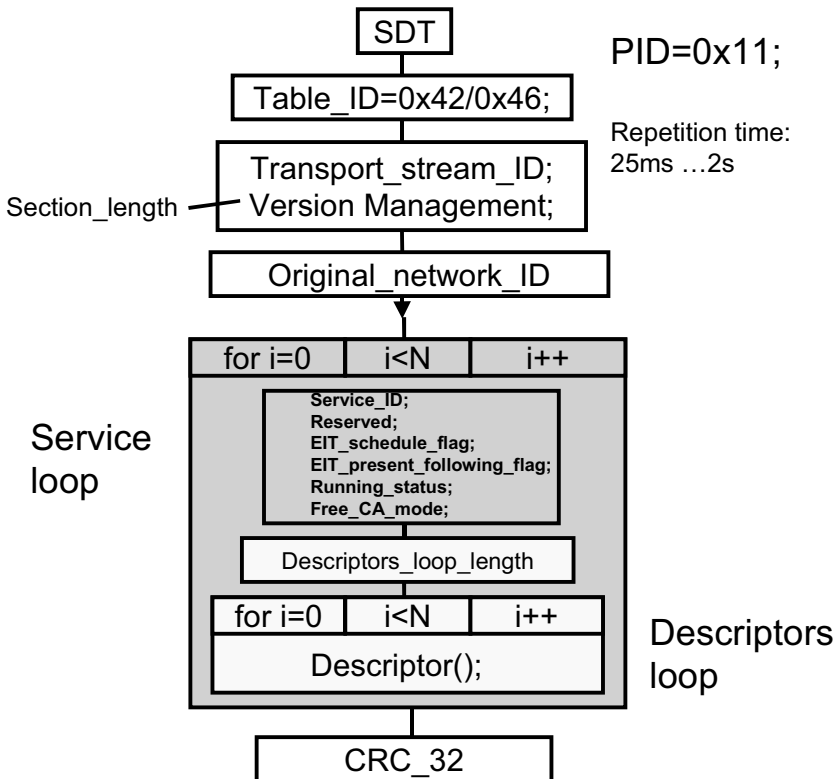 SDT
PID=0x11;
Table_ID=0x42/0x46;
Repetition time:
25ms ...2s
Transport_stream_ID;
Section_length
Version Management;
Original_network_ID
for i=0 i<N i++
Service
loop
Service_ID;
Reserved;
EIT_schedule_flag;
EIT_present_following_flag;
Running_status;
Free_CA_mode;
Descriptors_loop_length
for i=0 i<N i++
Descriptor();
Descriptors
loop
CRC_32